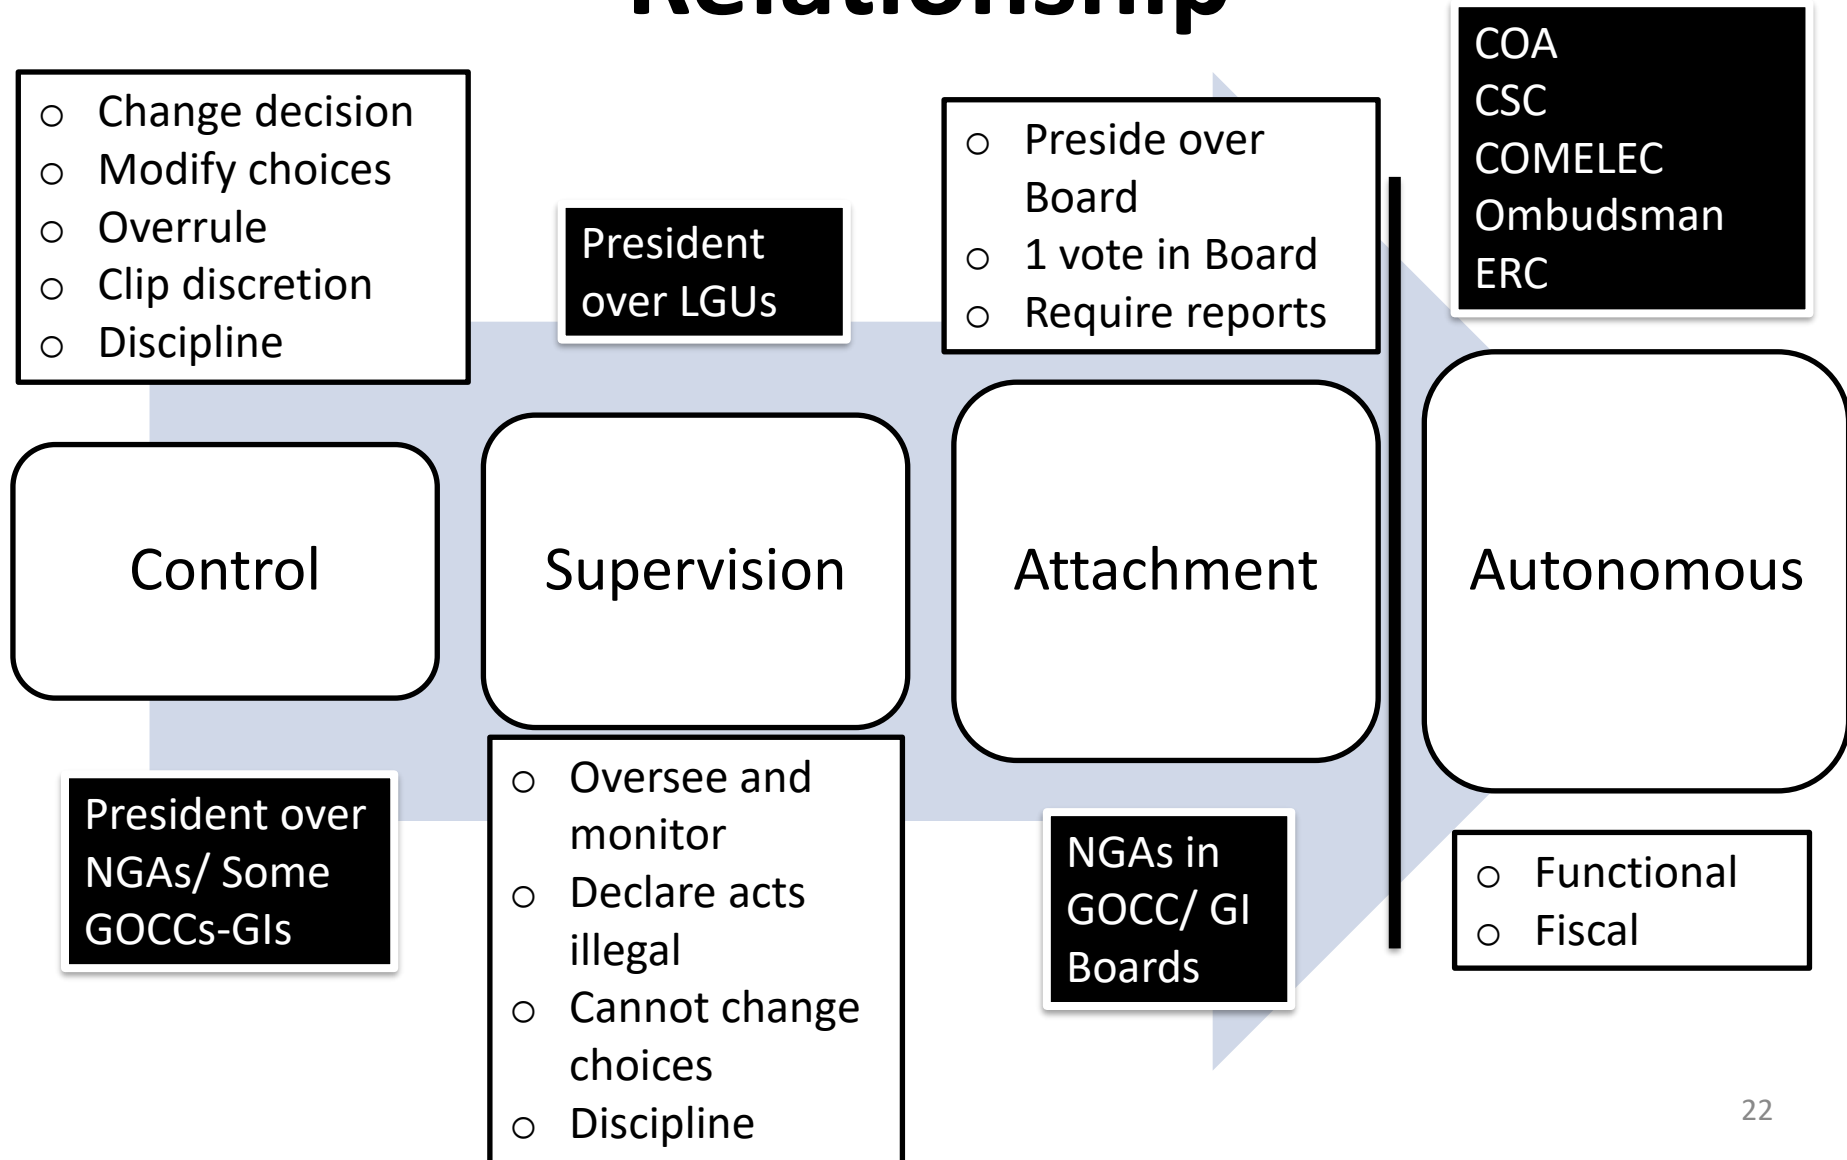 Relationship
○ Change decision
○ Modify choices
○ Overrule
○ Clip discretion
○ Discipline
Control
President over
NGAs/ Some
GOCCs-GIs
President
over LGUs
Supervision
○ Oversee and
monitor
○ Declare acts
illegal
○ Cannot change
choices
○ Discipline
○ Preside over
Board
○ 1 vote in Board
○ Require reports
Attachment
NGAs in
GOCC/ GI
Boards
COA
CSC
COMELEC
Ombudsman
ERC
Autonomous
○ Functional
○ Fiscal
22